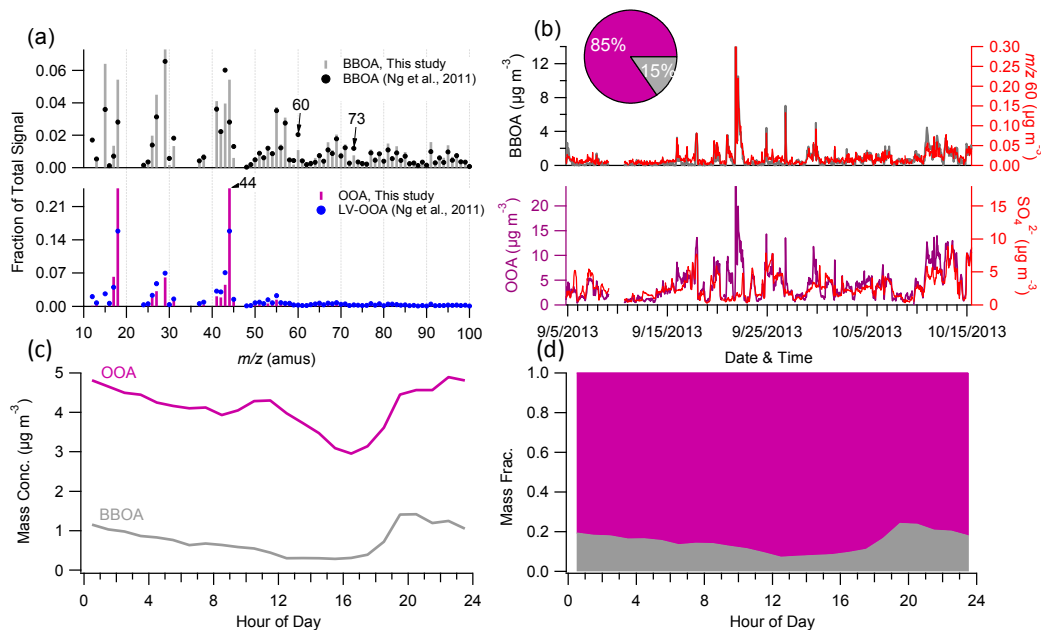 (a)
BBOA, This study
BBOA (Ng et al., 2011)
60
73
0.06
0.04
0.02
0.00
44
OOA, This study
LV-OOA (Ng et al., 2011)
0.21
0.14
0.07
0.00
Fraction of Total Signal
10 20 30 40 50 60 70 80 90 100
m/z (amus)
(b)
85%
15%
12
8
4
0
BBOA (µg m-3)
0.30
0.25
0.20
0.15
0.10
0.05
0.00
m/z 60 (µg m-3)
20
15
10
5
0
OOA (µg m-3)
15
10
5
0
SO42- (µg m-3)
9/5/2013 9/15/2013 9/25/2013 10/5/2013 10/15/2013
Date & Time
(c)
OOA
BBOA
5
4
3
2
1
0
Mass Conc. (µg m-3)
0 4 8 12 16 20 24
Hour of Day
(d)
1.0
0.8
0.6
0.4
0.2
0.0
Mass Frac.
0 4 8 12 16 20 24
Hour of Day